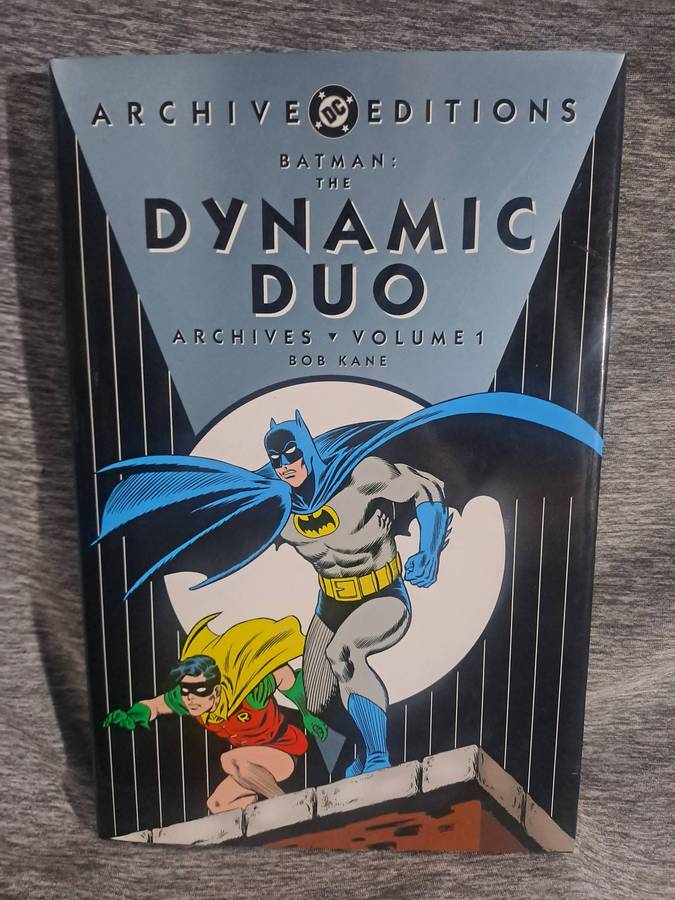 ARCHIVE DC EDITIONS
BATMAN:
THE
DYNAMIC
DUO
ARCHIVES ▼ VOLUME 1
BOB KANE
R